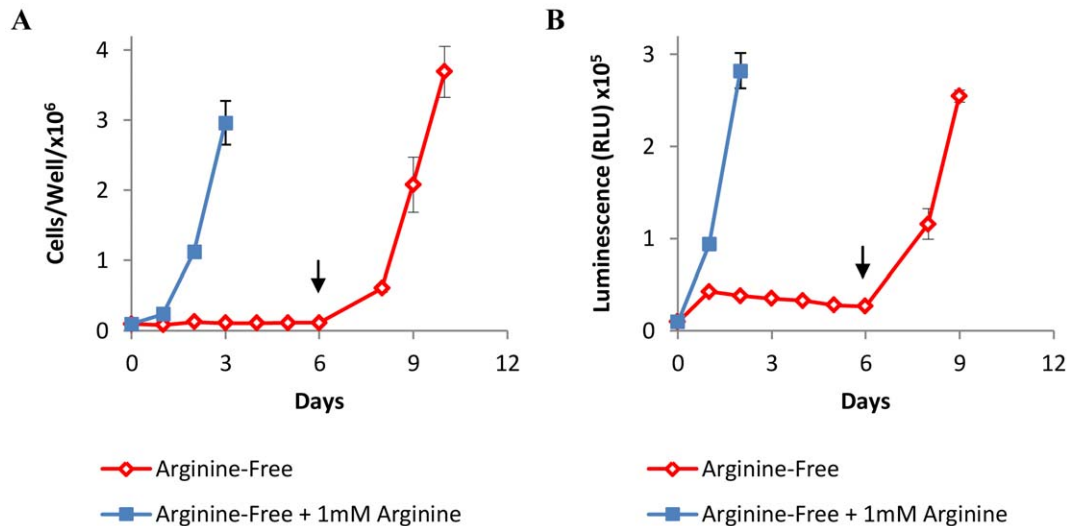 A
Cells/Well/x10⁶
4
3
2
1
0
0 3 6 9 12
Days
Arginine-Free
Arginine-Free + 1mM Arginine
B
Luminescence (RLU) x10⁵
3
2
1
0
0 3 6 9 12
Days
Arginine-Free
Arginine-Free + 1mM Arginine